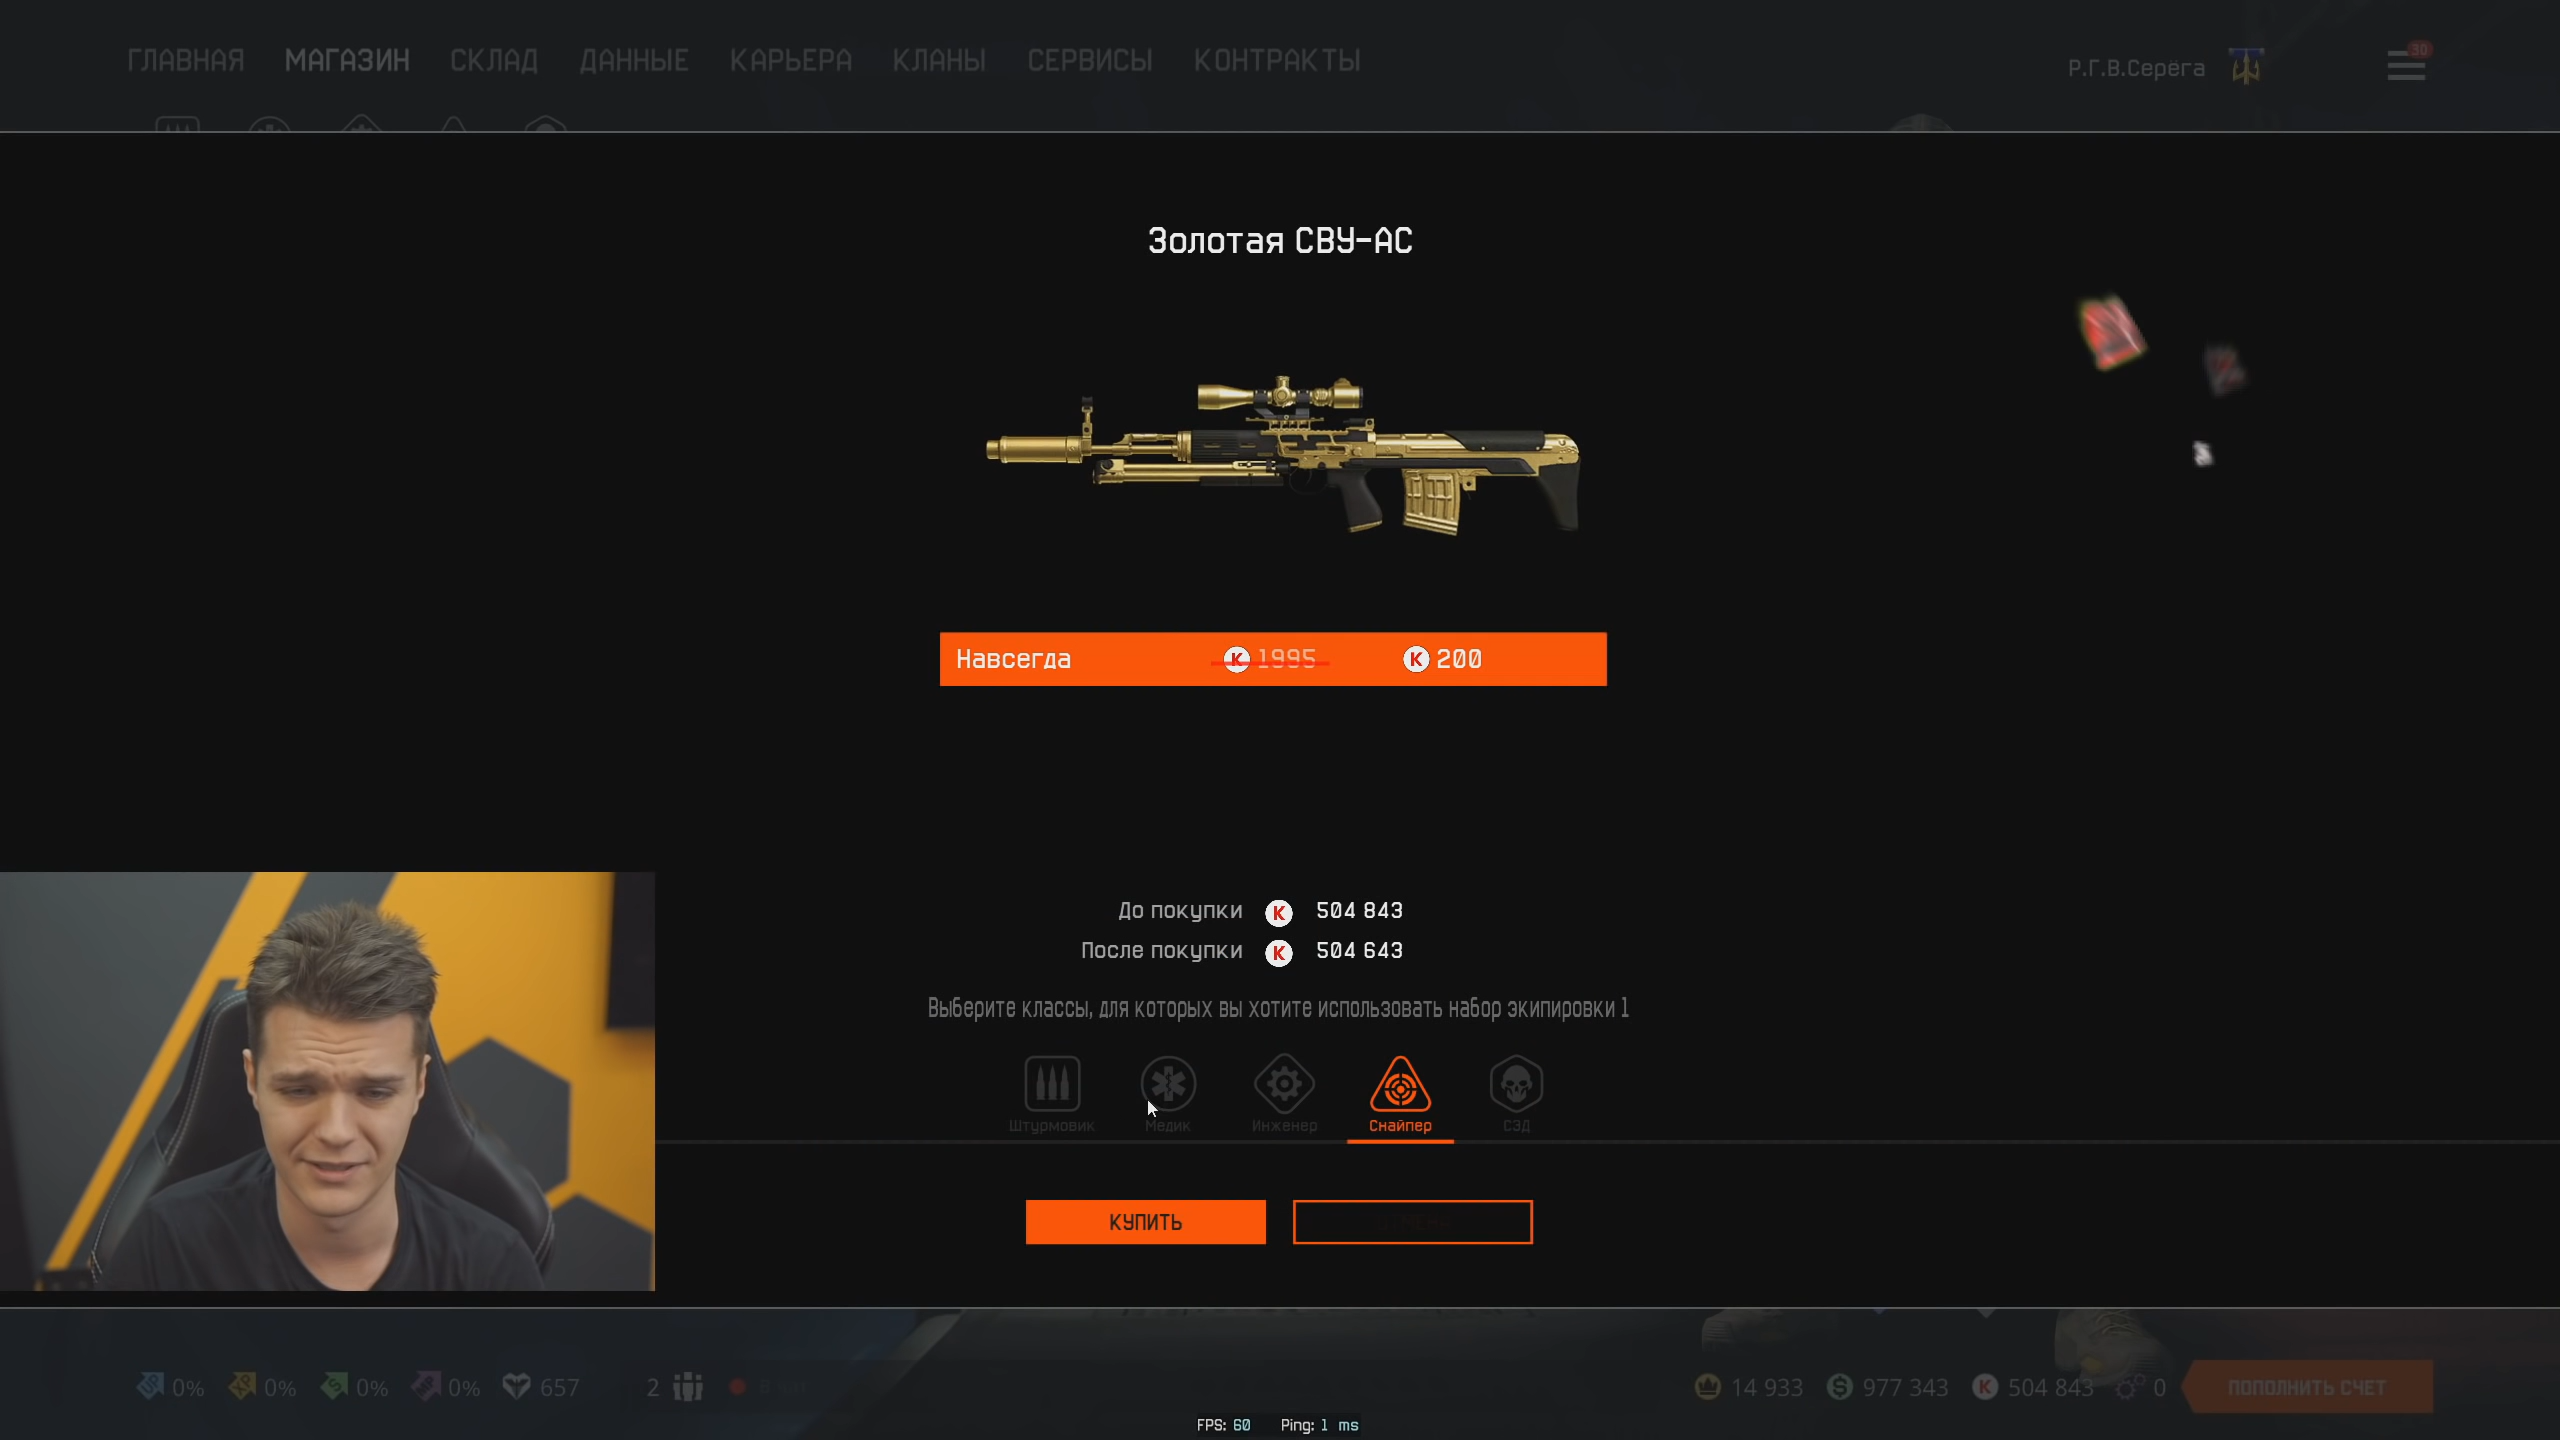 ГЛАВНАЯ МАГАЗИН СКЛАД ДАННЫЕ КАРЬЕРА КЛАНЫ СЕРВИСЫ КОНТРАКТЫ
Р.Г.В.Серёга
30
Золотая СВУ-АС
Навсегда K 1995 K 200
До покупки K 504 843
После покупки K 504 643
Выберите классы, для которых вы хотите использовать набор экипировки 1
Штурмовик Медик Инженер Снайпер СЭД
КУПИТЬ
0% 0% 0% 0% 657 2 14 933 977 343 K 504 843 0 ПОПОЛНИТЬ СЧЕТ
FPS: 60 Ping: 1 ms